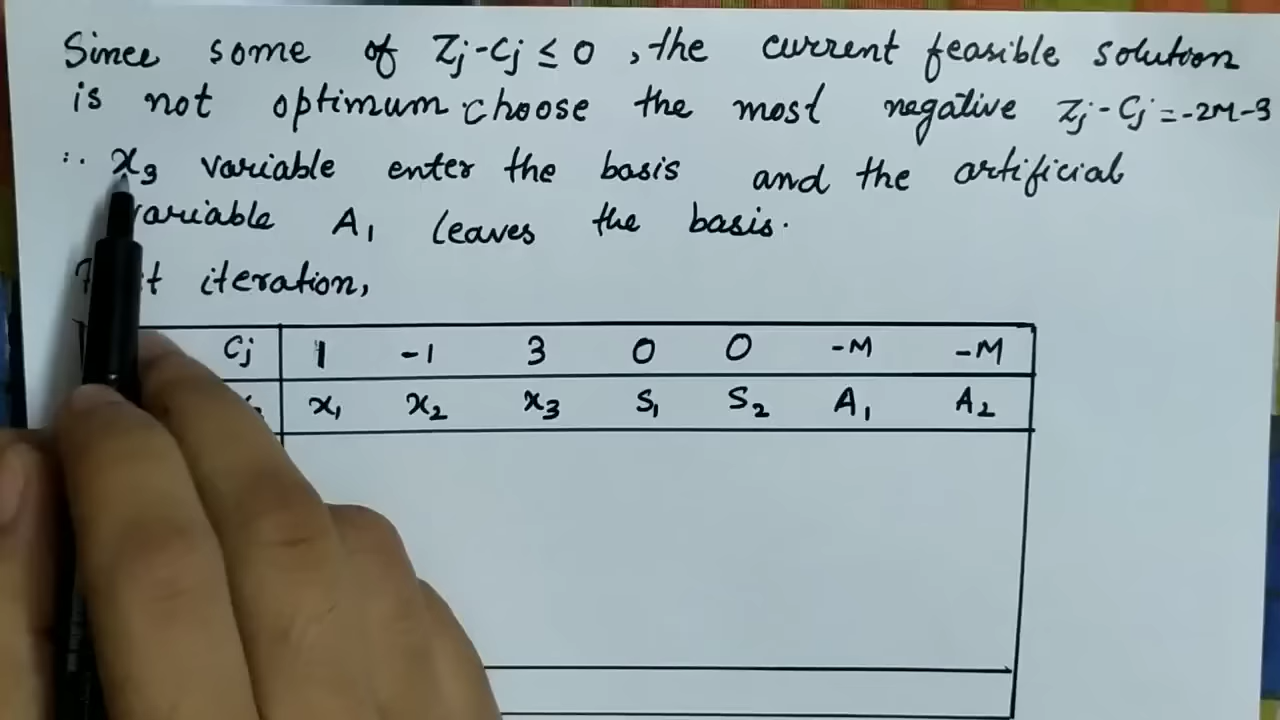 Since some of Zj-Cj ≤ 0, the current feasible solution
is not optimum. choose the most negative Zj-Cj = -2M-3
∴ x3 variable enter the basis and the artificial
variable A1 leaves the basis.
iteration,
Cj 1 -1 3 0 0 -M -M
x1 x2 x3 S1 S2 A1 A2